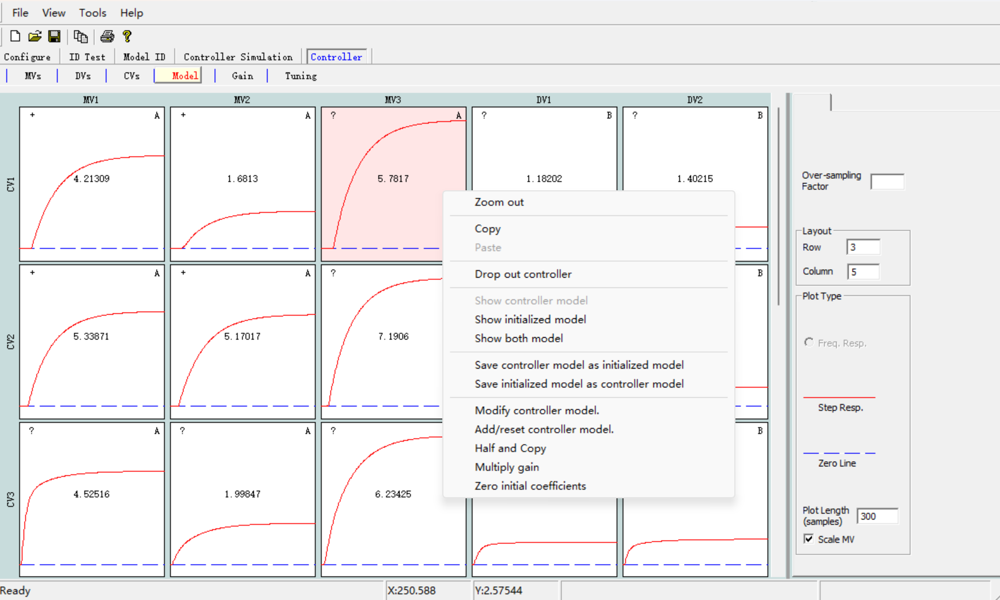 File View Tools Help
Configure ID Test Model ID Controller Simulation Controller
MVs DVs CVs Model Gain Tuning
MV1 MV2 MV3 DV1 DV2
CV1
+ A
4.21309
+ A
1.6813
? A
5.7817
? B
1.18202
? B
1.40215
CV2
+ A
5.33871
+ A
5.17017
?
7.1906
B
CV3
? A
4.52516
? A
1.99847
?
6.23425
B
Zoom out
Copy
Paste
Drop out controller
Show controller model
Show initialized model
Show both model
Save controller model as initialized model
Save initialized model as controller model
Modify controller model.
Add/reset controller model.
Half and Copy
Multiply gain
Zero initial coefficients
Over-sampling
Factor
Layout
Row 3
Column 5
Plot Type
Freq. Resp.
Step Resp.
Zero Line
Plot Length
(samples) 300
Scale MV
Ready X:250.588 Y:2.57544